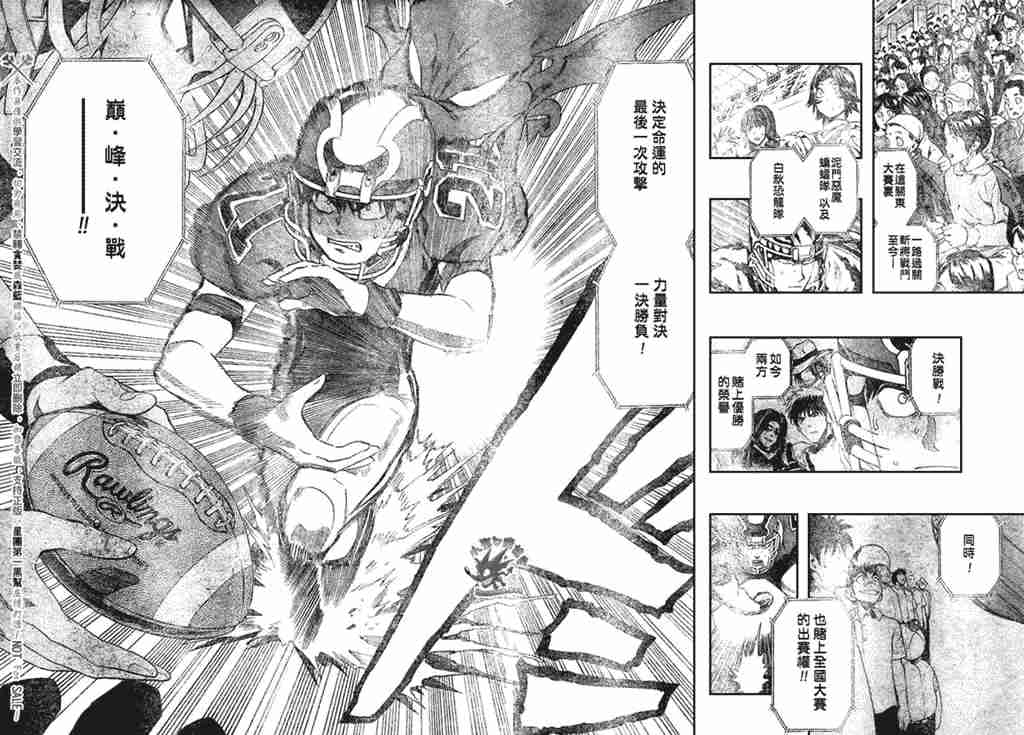 在這關東
大賽裏
一路過關
斬將戰鬥
至今——
泥門惡魔
蝙蝠隊 以及
白秋恐龍隊
決勝戰！
如今
兩方
賭上優勝
的榮譽
同時！
也賭上全國大賽
的出賽權!!
決定命運的
最後一次攻擊
力量對決
一決勝負！
巔·峰·決·戰
——!!
Rawlings
R
21